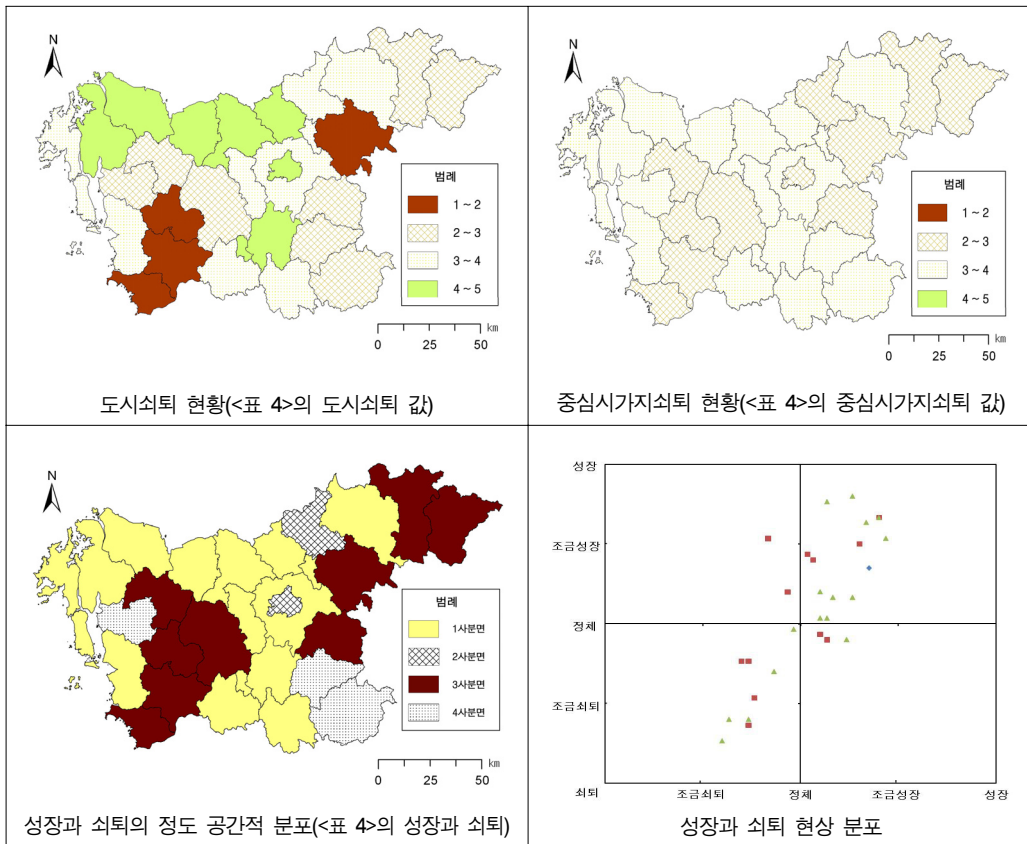 N
범례
1 ~ 2
2 ~ 3
3 ~ 4
4 ~ 5
km
0 25 50
도시쇠퇴 현황(<표 4>의 도시쇠퇴 값)
N
범례
1 ~ 2
2 ~ 3
3 ~ 4
4 ~ 5
km
0 25 50
중심시가지쇠퇴 현황(<표 4>의 중심시가지쇠퇴 값)
N
범례
1사분면
2사분면
3사분면
4사분면
km
0 25 50
성장과 쇠퇴의 정도 공간적 분포(<표 4>의 성장과 쇠퇴)
성장
조금성장
정체
조금쇠퇴
쇠퇴
조금쇠퇴 정체 조금성장 성장
성장과 쇠퇴 현상 분포